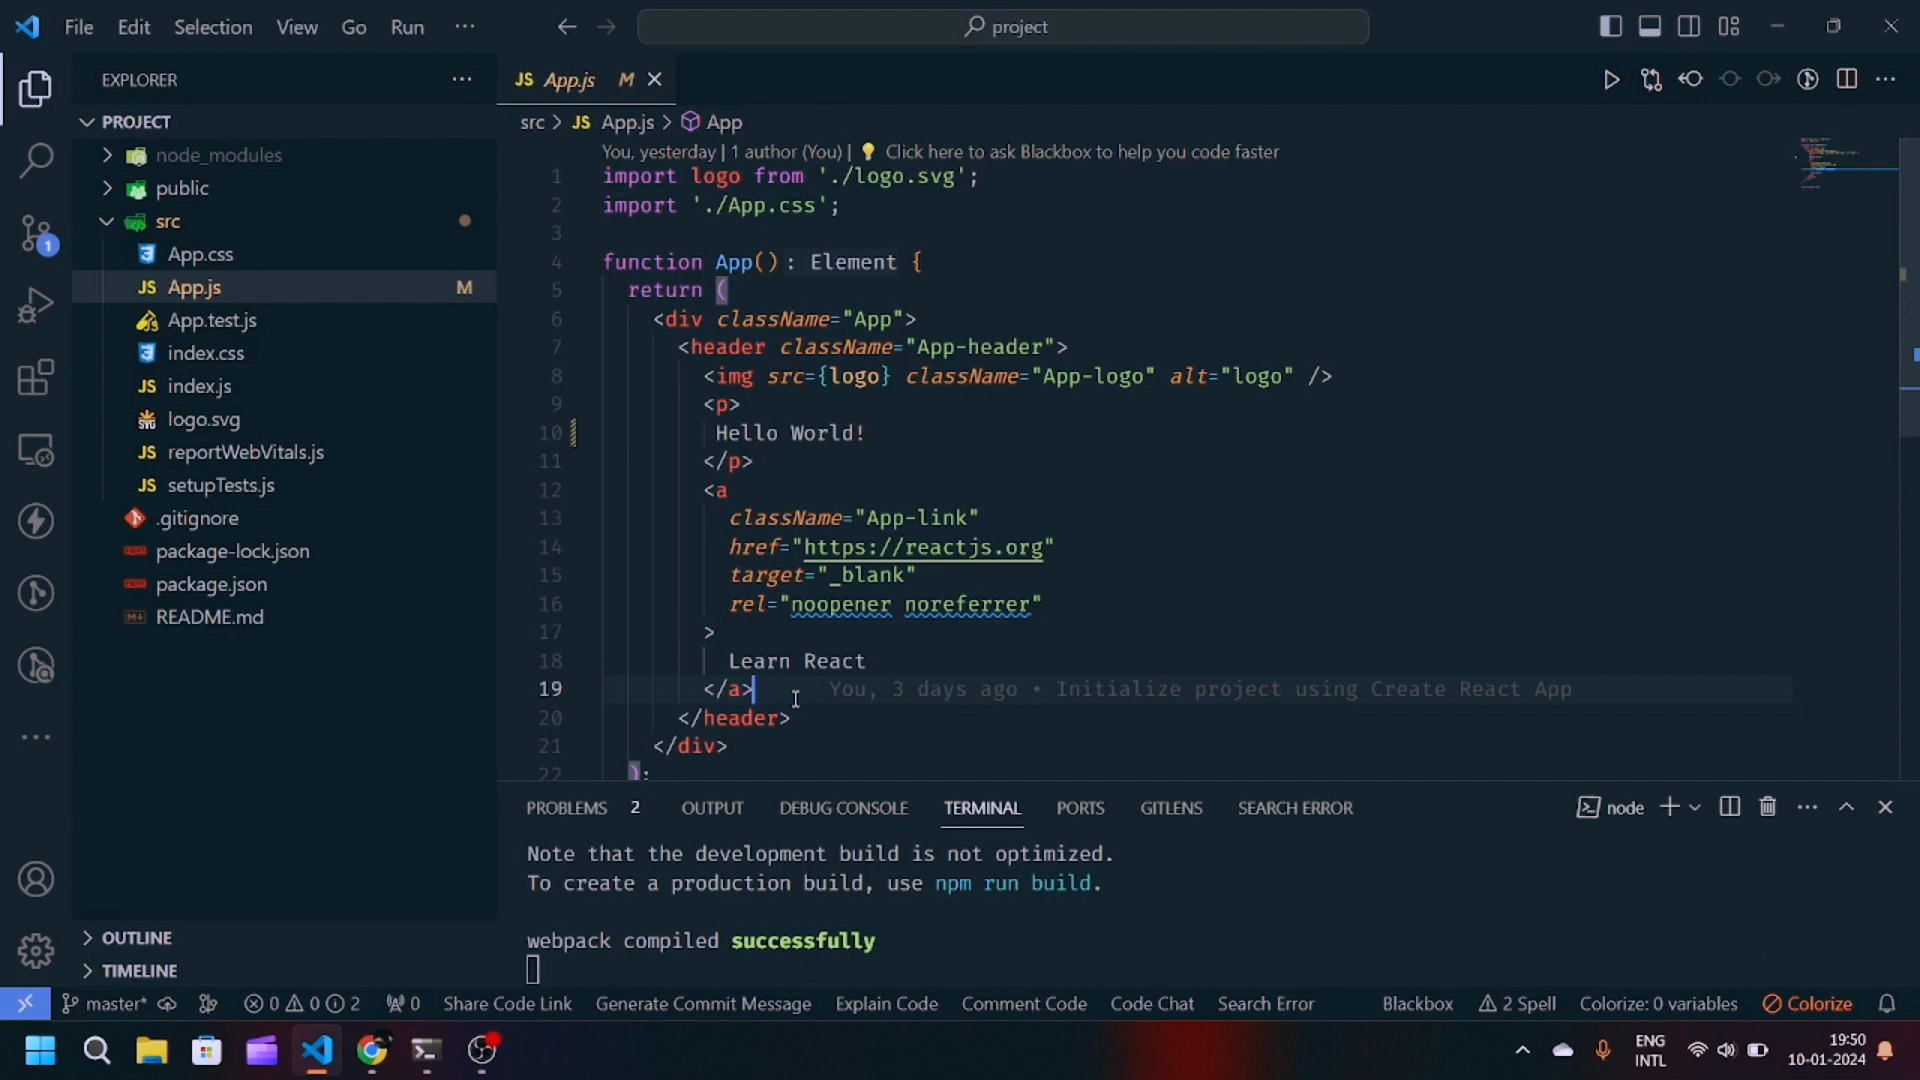 File Edit Selection View Go Run ··· project
EXPLORER ···
PROJECT
node_modules
public
src
App.css
JS App.js M
App.test.js
index.css
JS index.js
SVG logo.svg
JS reportWebVitals.js
JS setupTests.js
.gitignore
package-lock.json
package.json
README.md
OUTLINE
TIMELINE
JS App.js M
src > JS App.js > App
You, yesterday | 1 author (You) | 💡 Click here to ask Blackbox to help you code faster
1 import logo from './logo.svg';
2 import './App.css';
3
4 function App(): Element {
5 return (
6 <div className="App">
7 <header className="App-header">
8 <img src={logo} className="App-logo" alt="logo" />
9 <p>
10 Hello World!
11 </p>
12 <a
13 className="App-link"
14 href="https://reactjs.org"
15 target="_blank"
16 rel="noopener noreferrer"
17 >
18 Learn React
19 </a> You, 3 days ago • Initialize project using Create React App
20 </header>
21 </div>
22 );
PROBLEMS 2 OUTPUT DEBUG CONSOLE TERMINAL PORTS GITLENS SEARCH ERROR node
Note that the development build is not optimized.
To create a production build, use npm run build.
webpack compiled successfully
1
master* 0 0 2 0 Share Code Link Generate Commit Message Explain Code Comment Code Code Chat Search Error Blackbox 2 Spell Colorize: 0 variables Colorize
ENG
INTL
19:50
10-01-2024